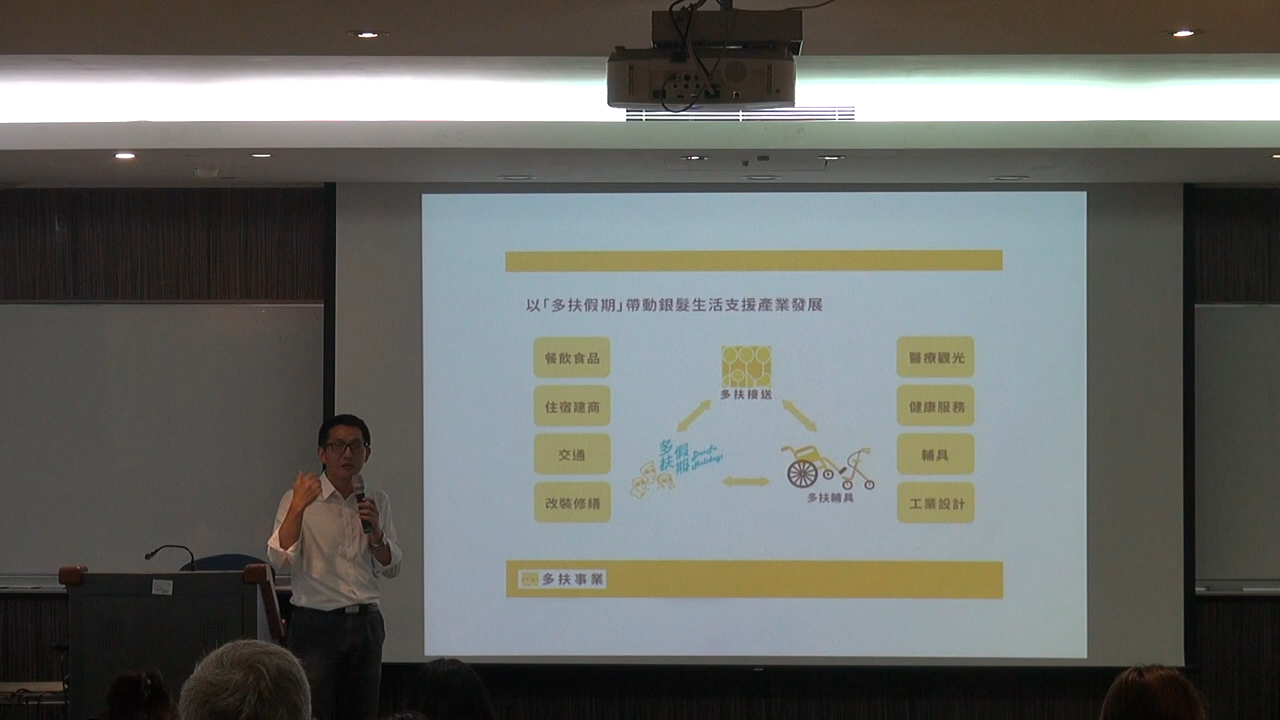 以「多扶假期」帶動銀髮生活支援產業發展
餐飲食品
住宿建商
交通
改裝修繕
多扶接送
多扶假期
Duofu Holidays
多扶輔具
醫療觀光
健康服務
輔具
工業設計
多扶事業